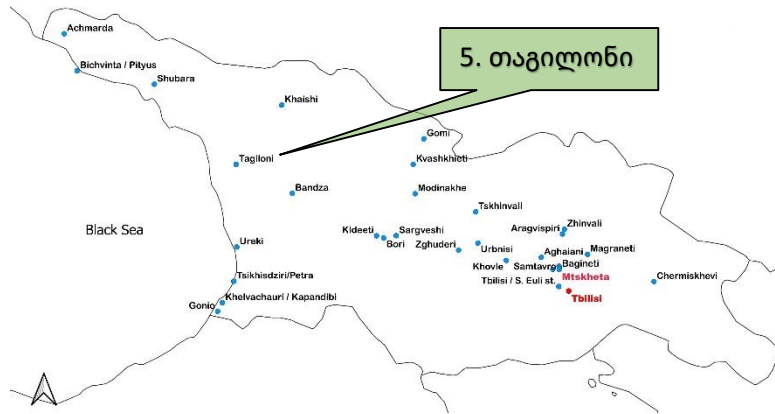 Achmarda
5. თაგილონი
Bichvinta / Pityus
Shubara
Khaishi
Gomi
Tagiloni
Kvashkhieti
Bandza
Modinakhe
Tskhinvali
Zhinvali
Aragvispiri
Black Sea
Kldeeti
Sargveshi
Bori
Zghuderi
Urbnisi
Ureki
Aghaiani
Magraneti
Khovle
Samtavro
Bagineti
Mtskheta
Tsikhisdziri/Petra
Tbilisi / S. Euli st.
Chermiskhevi
Tbilisi
Khelvachauri / Kapandibi
Gonio